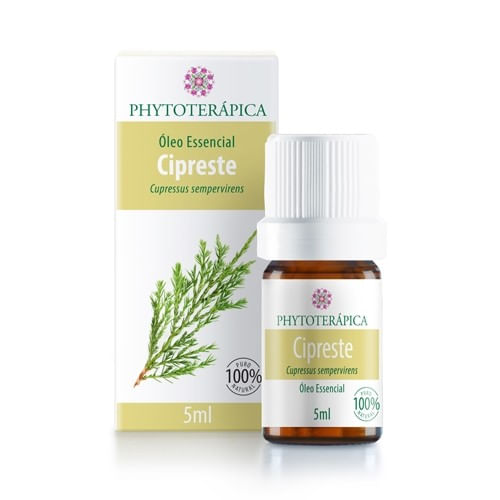 PHYTOTERÁPICA
Óleo Essencial
Cipreste
Cupressus sempervirens
PURO
100%
NATURAL
5ml
PHYTOTERÁPICA
Cipreste
Cupressus sempervirens
Óleo Essencial
5ml
PURO
100%
NATURAL